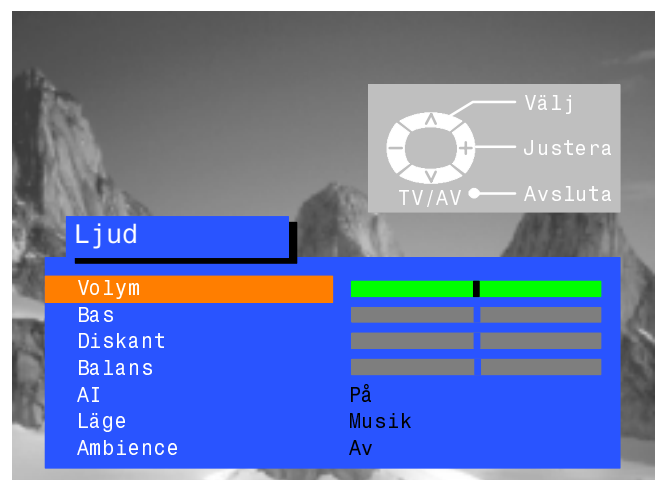 Välj
Justera
TV/AV Avsluta
Ljud
Volym
Bas
Diskant
Balans
AI På
Läge Musik
Ambience Av